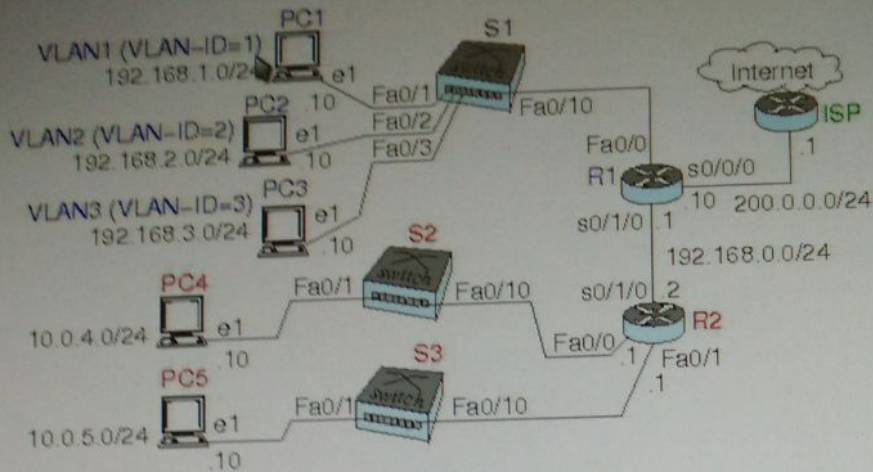 PC1
S1
VLAN1 (VLAN-ID=1)
192.168.1.0/24
e1
.10
Fa0/1
switch
Fa0/10
Internet
ISP
.1
PC2
VLAN2 (VLAN-ID=2)
192.168.2.0/24
e1
.10
Fa0/2
Fa0/3
Fa0/0
R1
s0/0/0
.10
200.0.0.0/24
PC3
VLAN3 (VLAN-ID=3)
192.168.3.0/24
e1
.10
s0/1/0
.1
192.168.0.0/24
S2
switch
PC4
10.0.4.0/24
e1
.10
Fa0/1
Fa0/10
s0/1/0
.2
R2
Fa0/0
.1
Fa0/1
.1
S3
switch
PC5
10.0.5.0/24
e1
.10
Fa0/1
Fa0/10